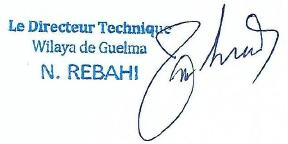 Le Directeur Technique
Wilaya de Guelma
N. REBAHI